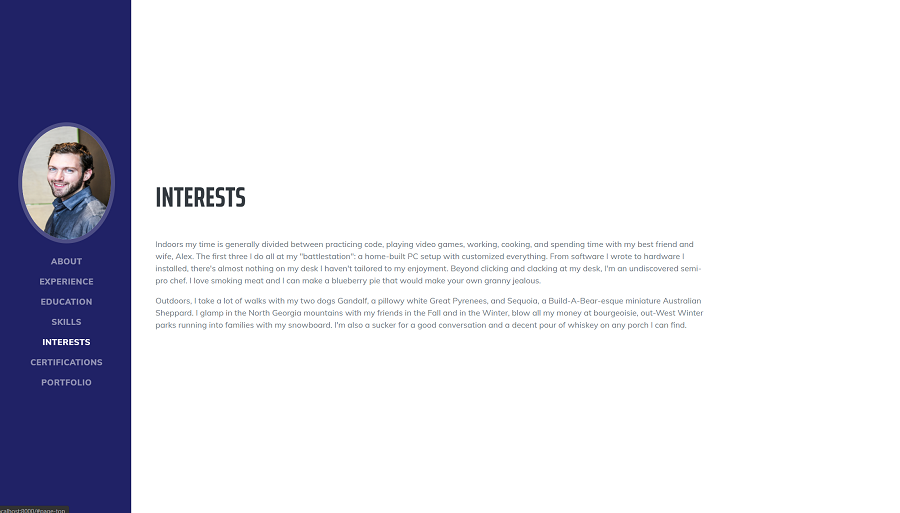 ABOUT
EXPERIENCE
EDUCATION
SKILLS
INTERESTS
CERTIFICATIONS
PORTFOLIO
INTERESTS
Indoors my time is generally divided between practicing code, playing video games, working, cooking, and spending time with my best friend and
wife, Alex. The first three I do all at my "battlestation": a home-built PC setup with customized everything. From software I wrote to hardware I
installed, there's almost nothing on my desk I haven't tailored to my enjoyment. Beyond clicking and clacking at my desk, I'm an undiscovered semi-
pro chef. I love smoking meat and I can make a blueberry pie that would make your own granny jealous.
Outdoors, I take a lot of walks with my two dogs Gandalf, a pillowy white Great Pyrenees, and Sequoia, a Build-A-Bear-esque miniature Australian
Sheppard. I glamp in the North Georgia mountains with my friends in the Fall and in the Winter, blow all my money at bourgeoisie, out-West Winter
parks running into families with my snowboard. I'm also a sucker for a good conversation and a decent pour of whiskey on any porch I can find.
calhost:8000/#page-top